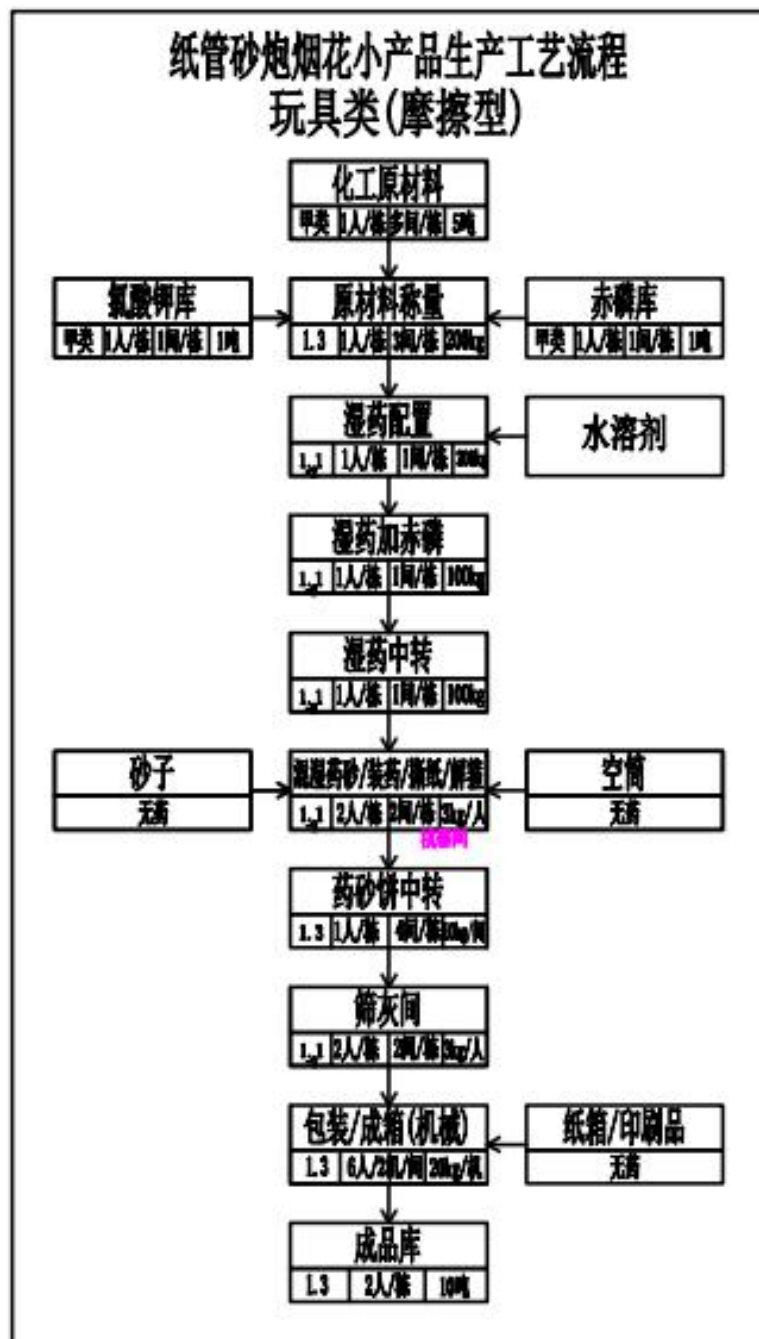 纸管砂炮烟花小产品生产工艺流程
玩具类(摩擦型)
化工原材料
甲类 1人/栋 多间/栋 5吨
氯酸钾库
甲类 1人/栋 1间/栋 1吨
原材料称量
1.3 1人/栋 3间/栋 200kg
赤磷库
甲类 1人/栋 1间/栋 1吨
湿药配置
1.1 1人/栋 1间/栋
水溶剂
湿药加赤磷
1.1 1人/栋 1间/栋 100kg
湿药中转
1.1 1人/栋 1间/栋 100kg
砂子
无药
混湿药砂/装药/撕纸/解箍
1.1 2人/栋 2间/栋 3kg/人
抗爆间
空筒
无药
药砂饼中转
1.3 1人/栋 4间/栋
筛灰间
1.1 2人/栋 2间/栋 3kg/人
包装/成箱(机械)
1.3 6人/2机/间 20kg/机
纸箱/印刷品
无药
成品库
1.3 2人/栋 10吨